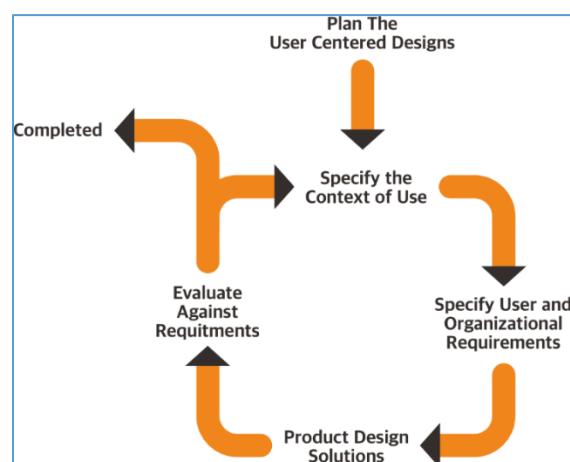 Plan The
User Centered Designs
Completed
Specify the
Context of Use
Evaluate
Against
Requitments
Specify User and
Organizational
Requirements
Product Design
Solutions